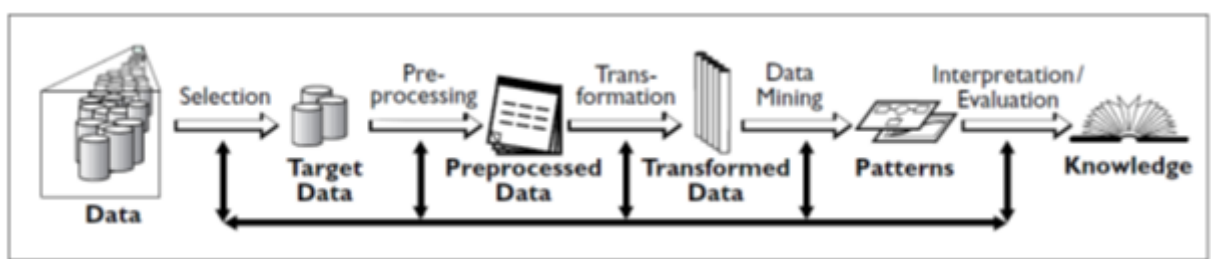 Selection
Pre-
processing
Trans-
formation
Data
Mining
Interpretation/
Evaluation
Data
Target
Data
Preprocessed
Data
Transformed
Data
Patterns
Knowledge